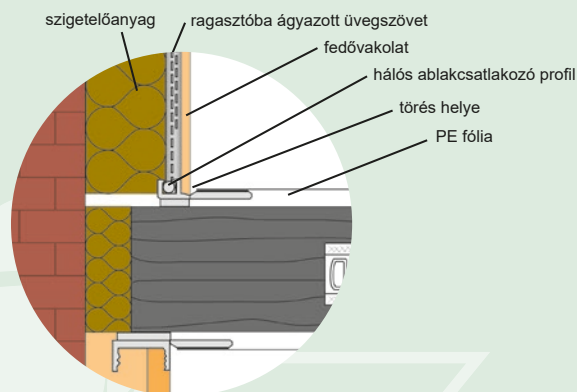 szigetelőanyag
ragasztóba ágyazott üvegszövet
fedővakolat
hálós ablakcsatlakozó profil
törés helye
PE fólia